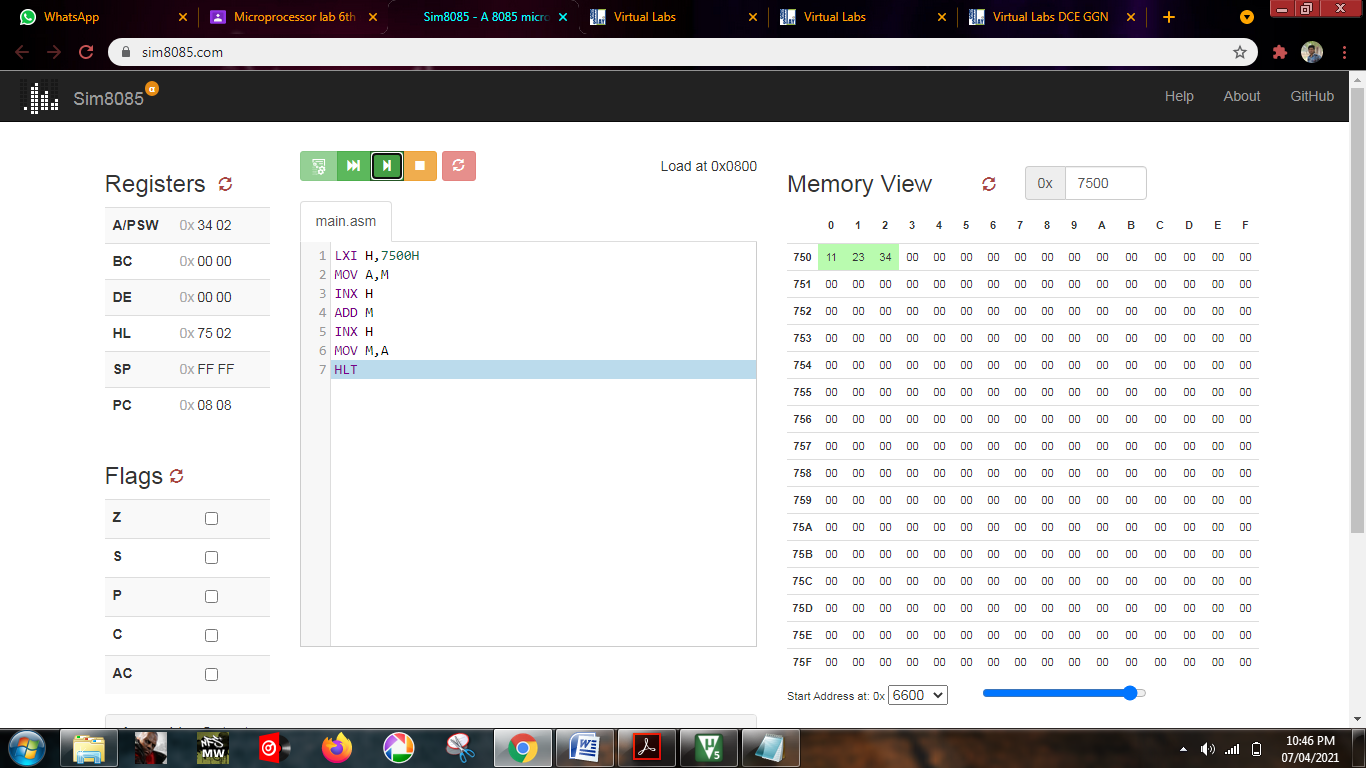 WhatsApp
Microprocessor lab 6th
Sim8085 - A 8085 micro
Virtual Labs
Virtual Labs
Virtual Labs DCE GGN
sim8085.com
Sim8085 α
Help About GitHub
Load at 0x0800
Registers
A/PSW 0x 34 02
BC 0x 00 00
DE 0x 00 00
HL 0x 75 02
SP 0x FF FF
PC 0x 08 08
Flags
Z
S
P
C
AC
main.asm
1 LXI H,7500H
2 MOV A,M
3 INX H
4 ADD M
5 INX H
6 MOV M,A
7 HLT
Memory View 0x 7500
0 1 2 3 4 5 6 7 8 9 A B C D E F
750 11 23 34 00 00 00 00 00 00 00 00 00 00 00 00 00
751 00 00 00 00 00 00 00 00 00 00 00 00 00 00 00 00
752 00 00 00 00 00 00 00 00 00 00 00 00 00 00 00 00
753 00 00 00 00 00 00 00 00 00 00 00 00 00 00 00 00
754 00 00 00 00 00 00 00 00 00 00 00 00 00 00 00 00
755 00 00 00 00 00 00 00 00 00 00 00 00 00 00 00 00
756 00 00 00 00 00 00 00 00 00 00 00 00 00 00 00 00
757 00 00 00 00 00 00 00 00 00 00 00 00 00 00 00 00
758 00 00 00 00 00 00 00 00 00 00 00 00 00 00 00 00
759 00 00 00 00 00 00 00 00 00 00 00 00 00 00 00 00
75A 00 00 00 00 00 00 00 00 00 00 00 00 00 00 00 00
75B 00 00 00 00 00 00 00 00 00 00 00 00 00 00 00 00
75C 00 00 00 00 00 00 00 00 00 00 00 00 00 00 00 00
75D 00 00 00 00 00 00 00 00 00 00 00 00 00 00 00 00
75E 00 00 00 00 00 00 00 00 00 00 00 00 00 00 00 00
75F 00 00 00 00 00 00 00 00 00 00 00 00 00 00 00 00
Start Address at: 0x 6600
NFS
MW
W
5
10:46 PM
07/04/2021